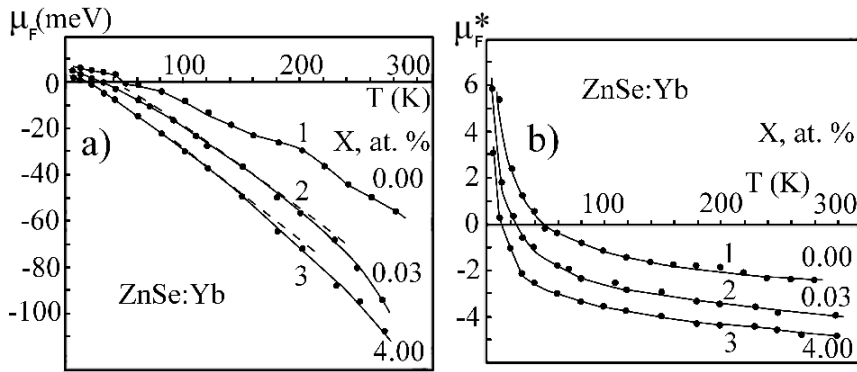 μF(meV)
100 200 300
T (K)
0
-20
-40
-60
-80
-100
a)
X, at. %
1
0.00
2
0.03
3
4.00
ZnSe:Yb
μF*
ZnSe:Yb
X, at. %
6
4
2
0
-2
-4
b)
T (K)
100 200 300
1
0.00
2
0.03
3
4.00